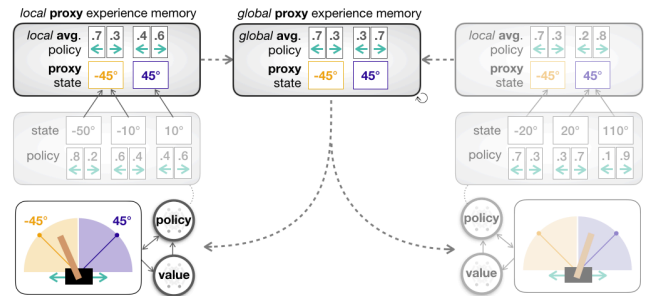 local proxy experience memory
global proxy experience memory
local avg. policy .7 .3 .4 .6
proxy state -45° 45°
global avg. policy .7 .3 .3 .7
proxy state -45° 45°
local avg. policy .7 .3 .2 .8
proxy state -45° 45°
state -50° -10° 10°
policy .8 .2 .6 .4 .4 .6
state -20° 20° 110°
policy .7 .3 .3 .7 .1 .9
-45° 45°
policy
value
policy
value